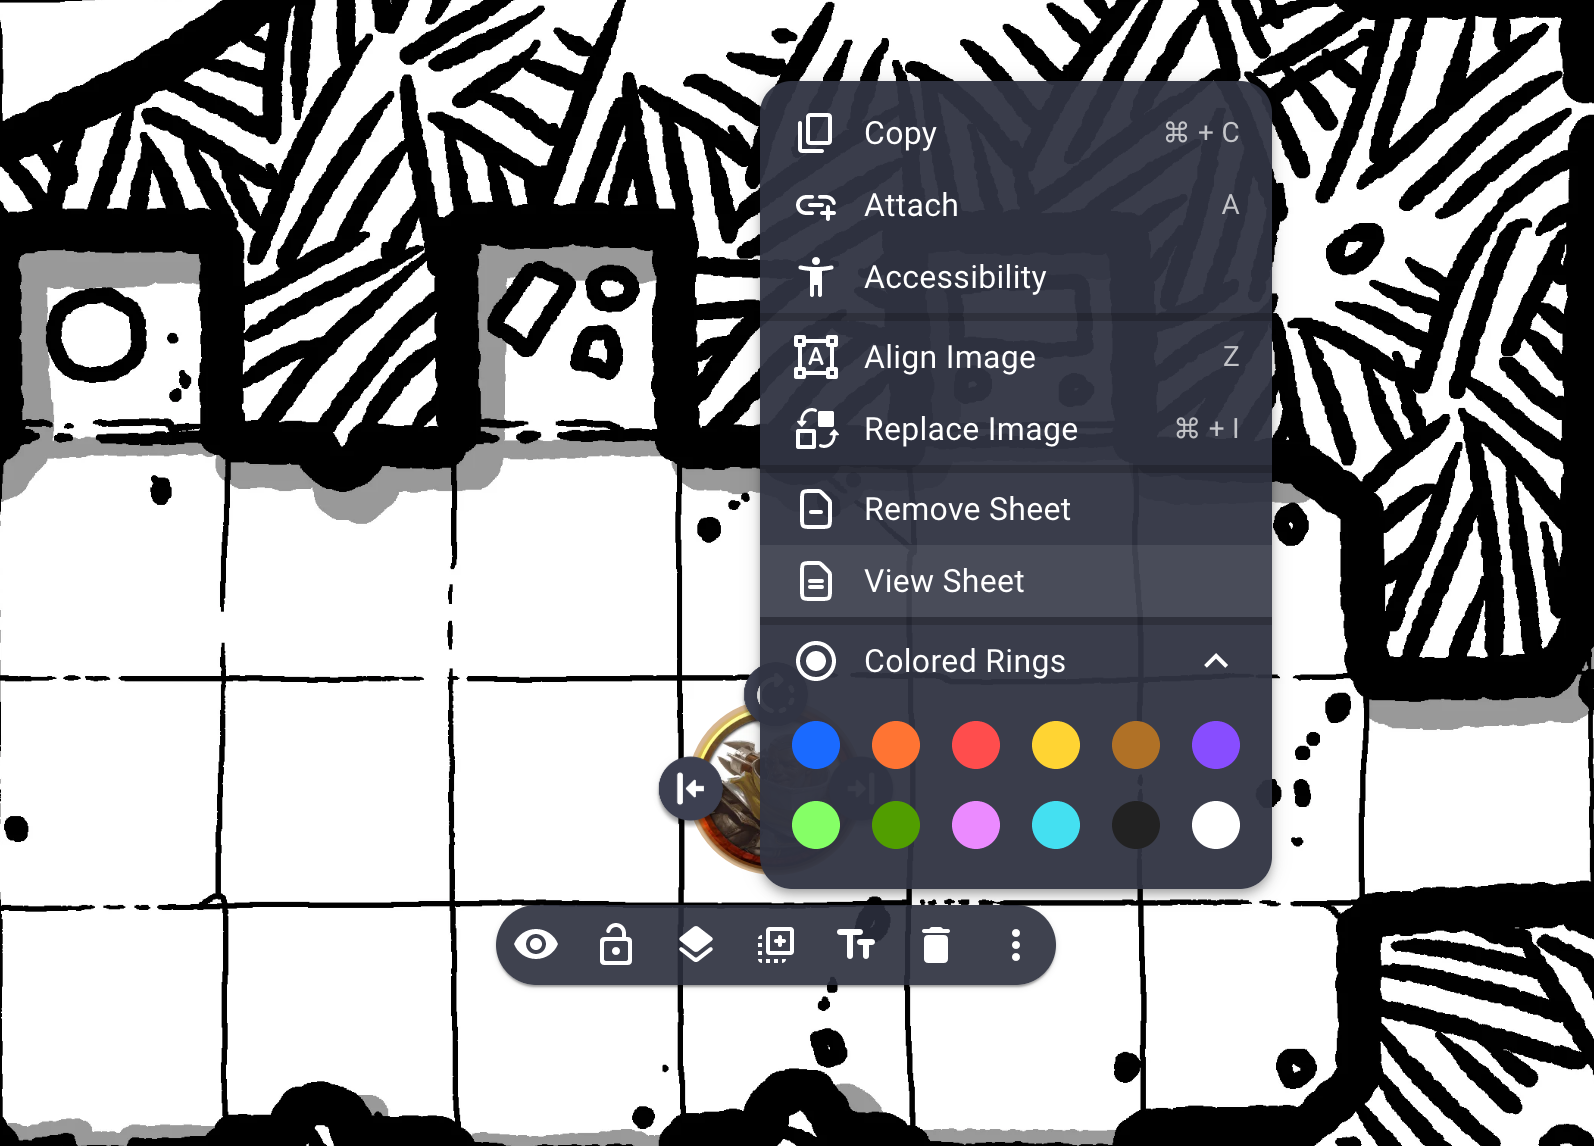 Copy ⌘ + C
Attach A
Accessibility
Align Image Z
Replace Image ⌘ + I
Remove Sheet
View Sheet
Colored Rings